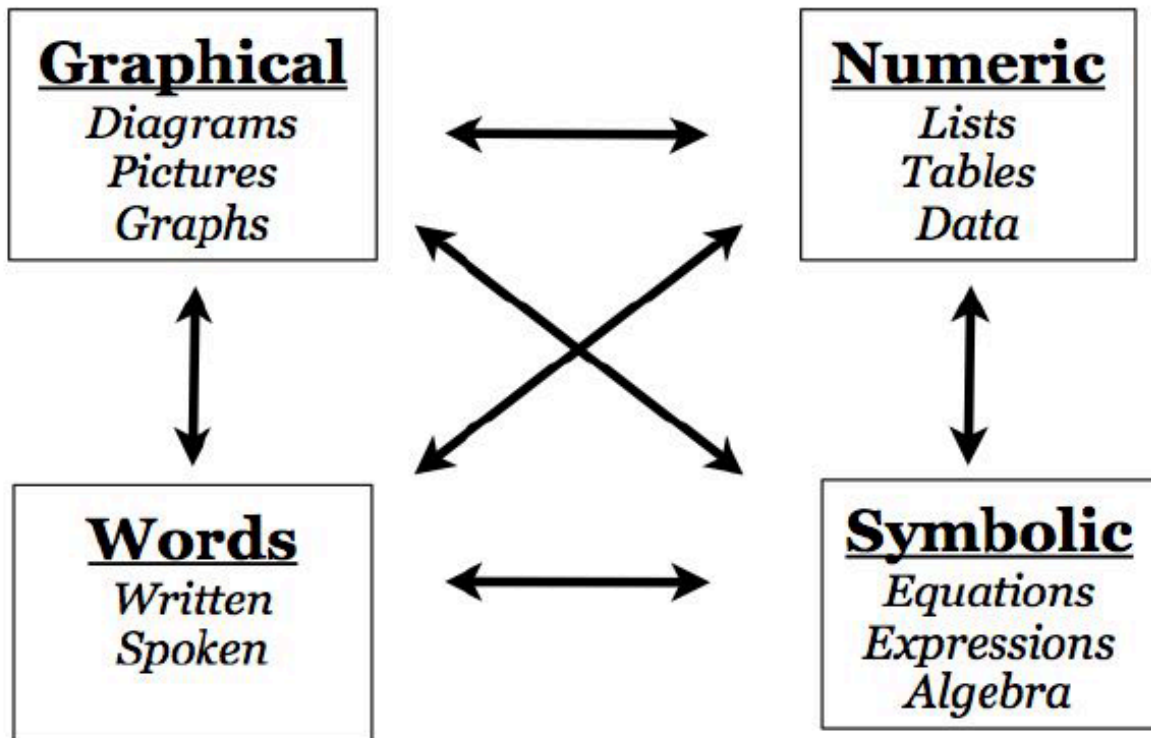 Graphical
Diagrams
Pictures
Graphs
Numeric
Lists
Tables
Data
Words
Written
Spoken
Symbolic
Equations
Expressions
Algebra